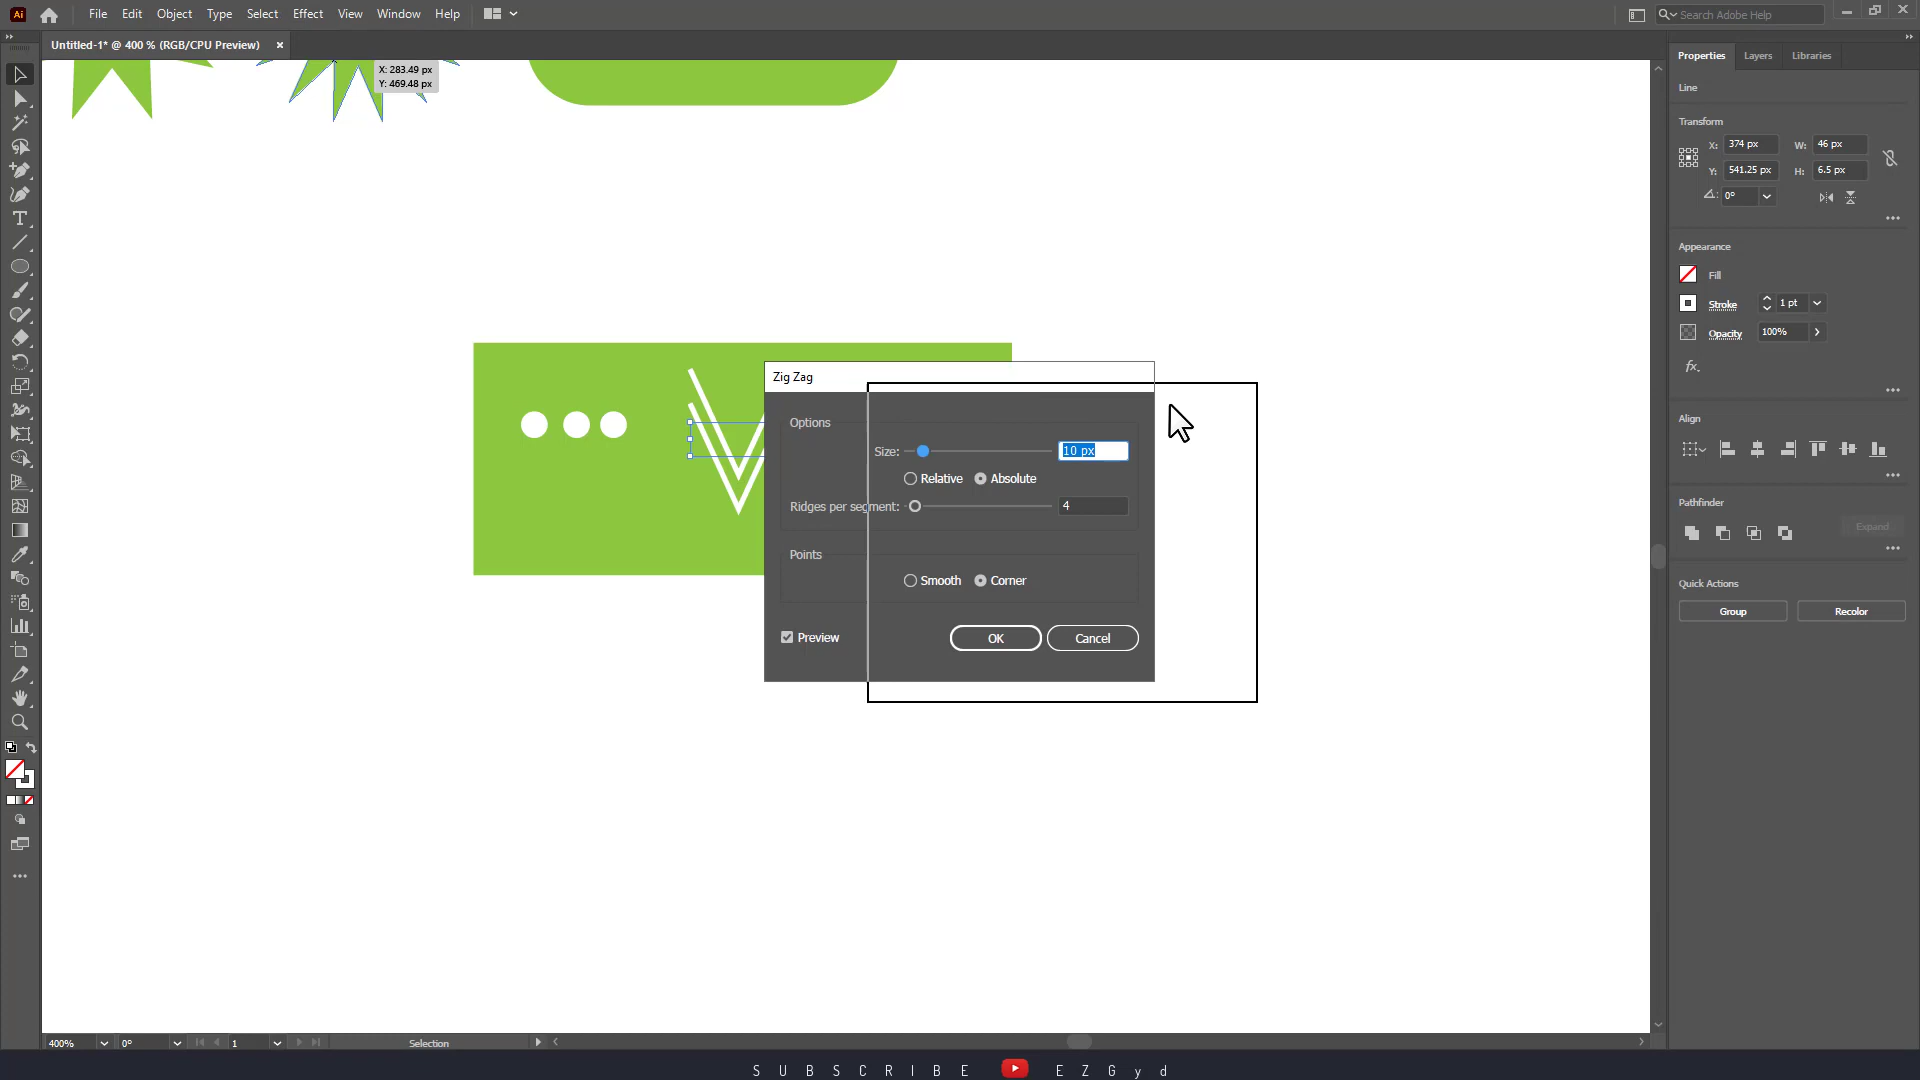 Ai File Edit Object Type Select Effect View Window Help Search Adobe Help
Untitled-1* @ 400 % (RGB/CPU Preview) ×
X: 283.49 px
Y: 469.48 px
Properties Layers Libraries
Line
Transform
X: 374 px W: 46 px
Y: 541.25 px H: 6.5 px
0°
Appearance
Fill
Stroke 1 pt
Opacity 100%
fx.
Align
Pathfinder
Expand
Quick Actions
Group Recolor
Zig Zag
Options
Size: 10 px
Relative Absolute
Ridges per segment: 4
Points
Smooth Corner
Preview OK Cancel
400% 0° 1 Selection
SUBSCRIBE EZGyd